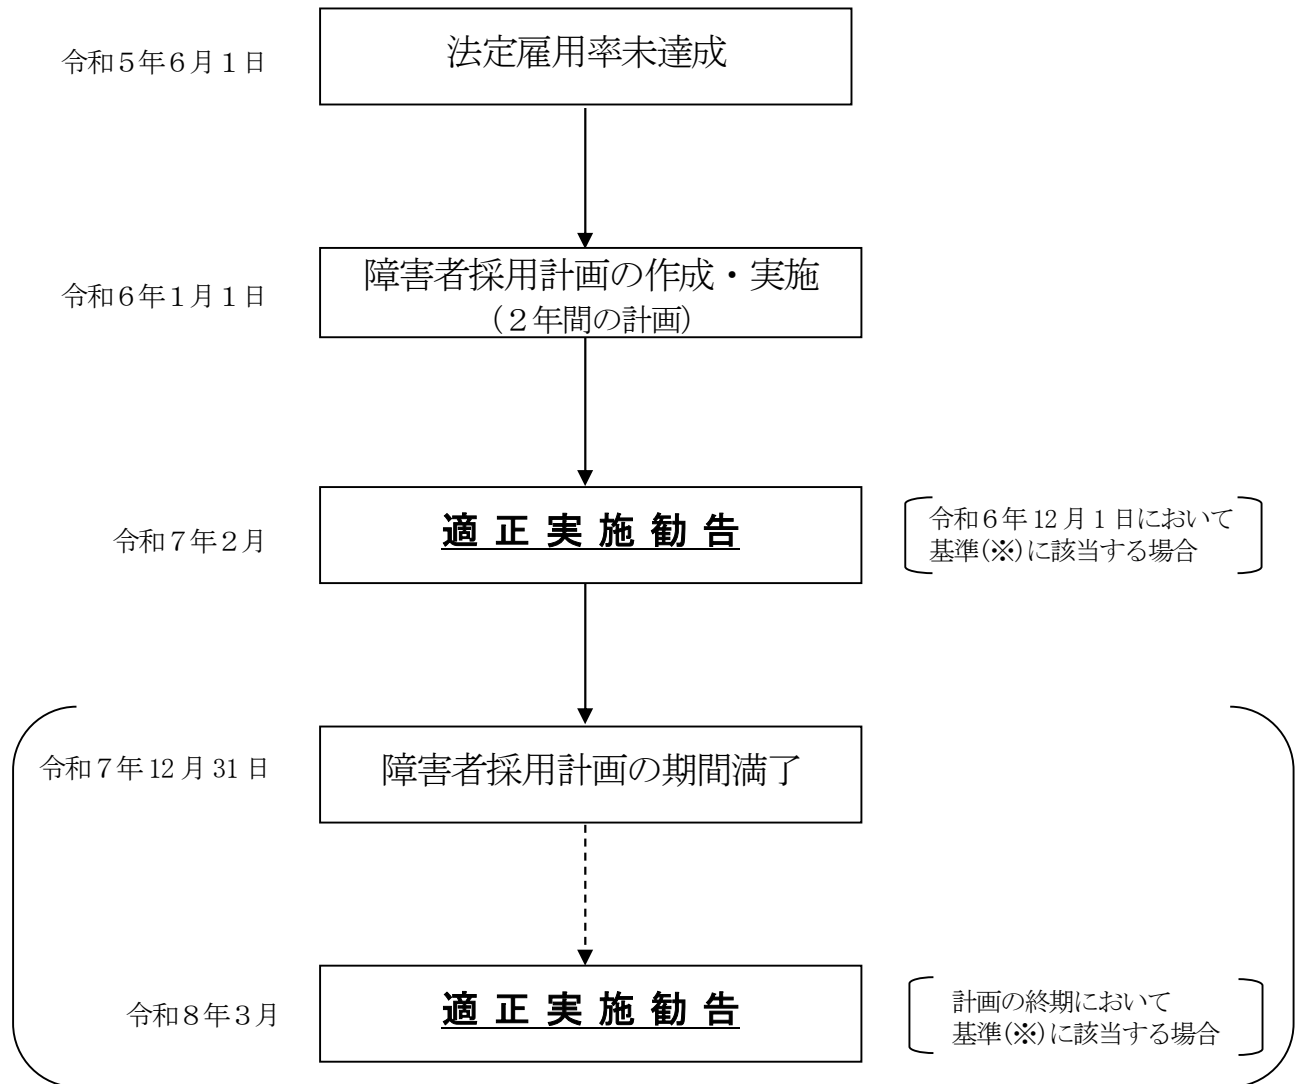 令和５年６月１日
法定雇用率未達成
令和６年１月１日
障害者採用計画の作成・実施
（２年間の計画）
令和７年２月
適 正 実 施 勧 告
令和６年 12 月 1 日において
基準(※)に該当する場合
令和７年 12 月 31 日
障害者採用計画の期間満了
令和８年３月
適 正 実 施 勧 告
計画の終期において
基準(※)に該当する場合